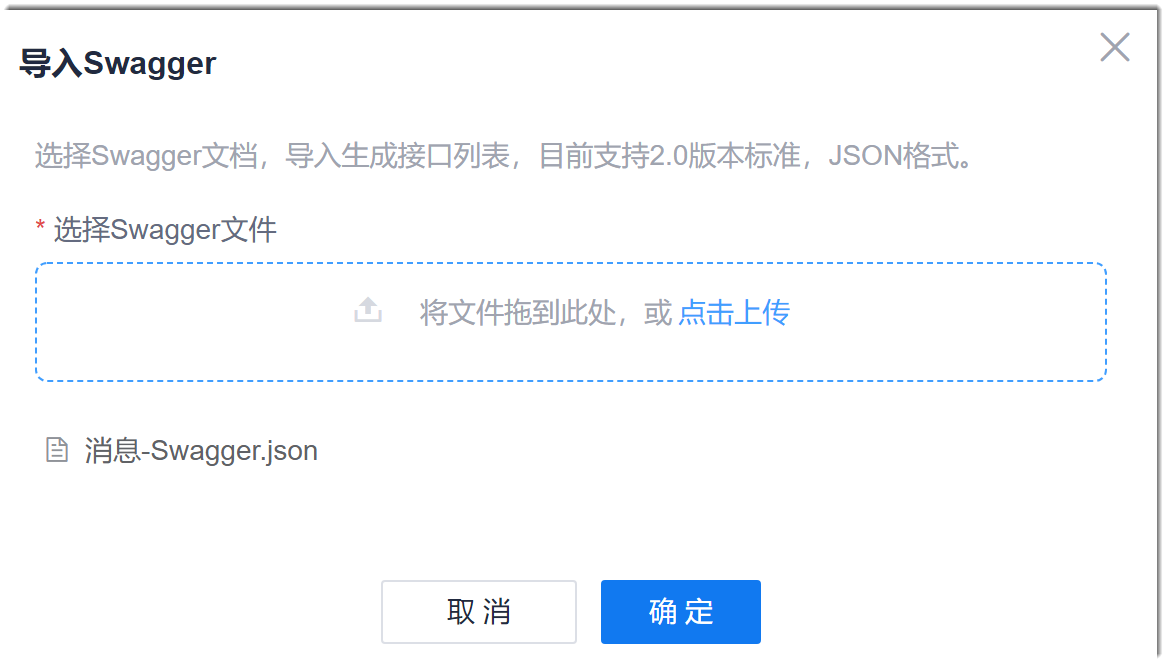 导入Swagger
选择Swagger文档，导入生成接口列表，目前支持2.0版本标准，JSON格式。
* 选择Swagger文件
将文件拖到此处，或 点击上传
消息-Swagger.json
取 消
确 定